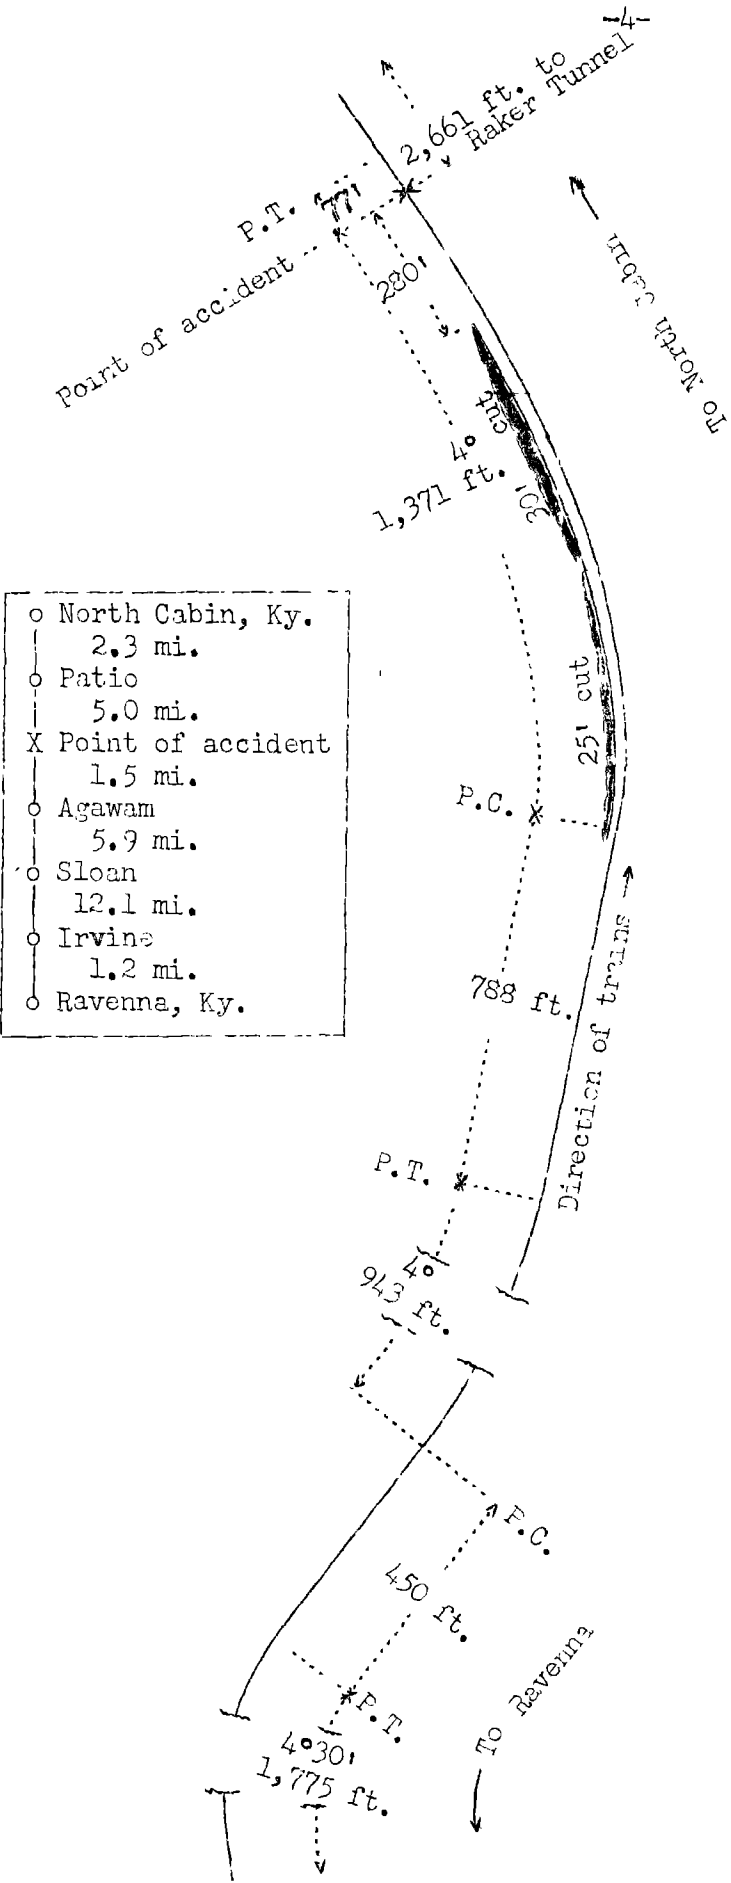 -4-
2,661 ft. to
Raker Tunnel
P.T.
77'
Point of accident
280'
To North Cabin
30' cut
4°
1,371 ft.
North Cabin, Ky.
2.3 mi.
Patio
5.0 mi.
X Point of accident
1.5 mi.
Agawam
5.9 mi.
Sloan
12.1 mi.
Irvine
1.2 mi.
Ravenna, Ky.
25' cut
P.C.
788 ft.
Direction of trains
P.T.
4°
943 ft.
P.C.
450 ft.
To Ravenna
P.T.
4°30'
1,775 ft.